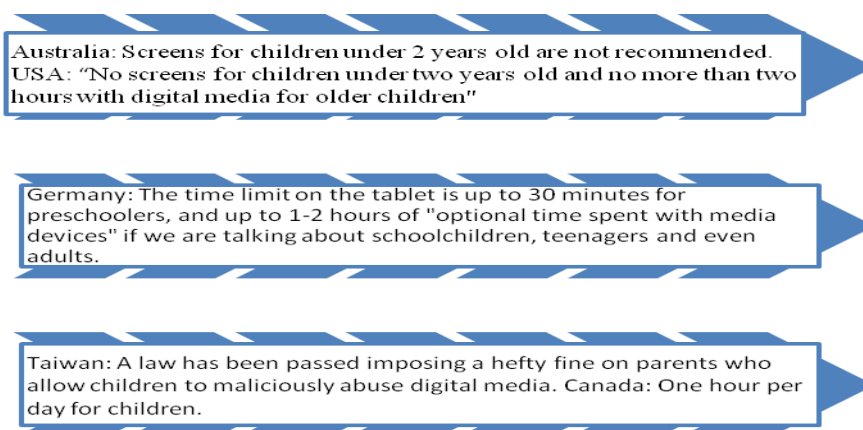 Australia: Screens for children under 2 years old are not recommended.
USA: “No screens for children under two years old and no more than two
hours with digital media for older children"
Germany: The time limit on the tablet is up to 30 minutes for
preschoolers, and up to 1-2 hours of "optional time spent with media
devices" if we are talking about schoolchildren, teenagers and even
adults.
Taiwan: A law has been passed imposing a hefty fine on parents who
allow children to maliciously abuse digital media. Canada: One hour per
day for children.